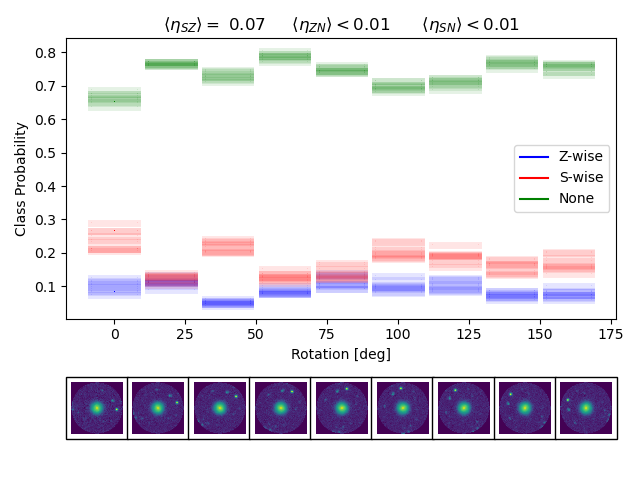 ⟨η_SZ⟩ = 0.07 ⟨η_ZN⟩ < 0.01 ⟨η_SN⟩ < 0.01
0.8
0.7
0.6
0.5
0.4
0.3
0.2
0.1
Class Probability
Z-wise
S-wise
None
0 25 50 75 100 125 150 175
Rotation [deg]